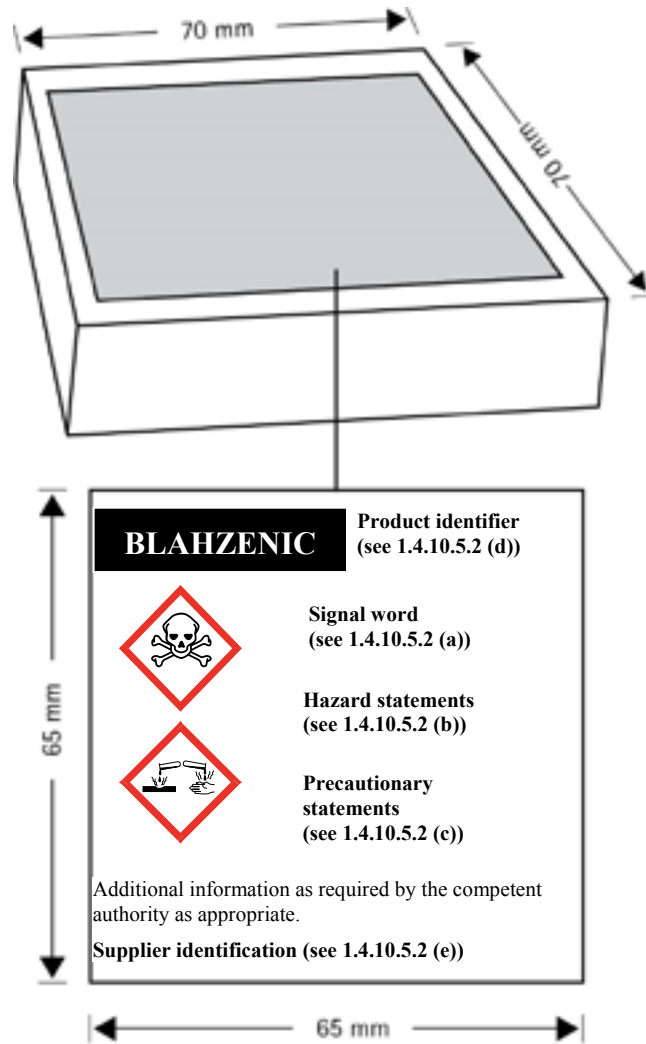 70 mm
70 mm
BLAHZENIC
Product identifier
(see 1.4.10.5.2 (d))
Signal word
(see 1.4.10.5.2 (a))
Hazard statements
(see 1.4.10.5.2 (b))
65 mm
Precautionary
statements
(see 1.4.10.5.2 (c))
Additional information as required by the competent
authority as appropriate.
Supplier identification (see 1.4.10.5.2 (e))
65 mm